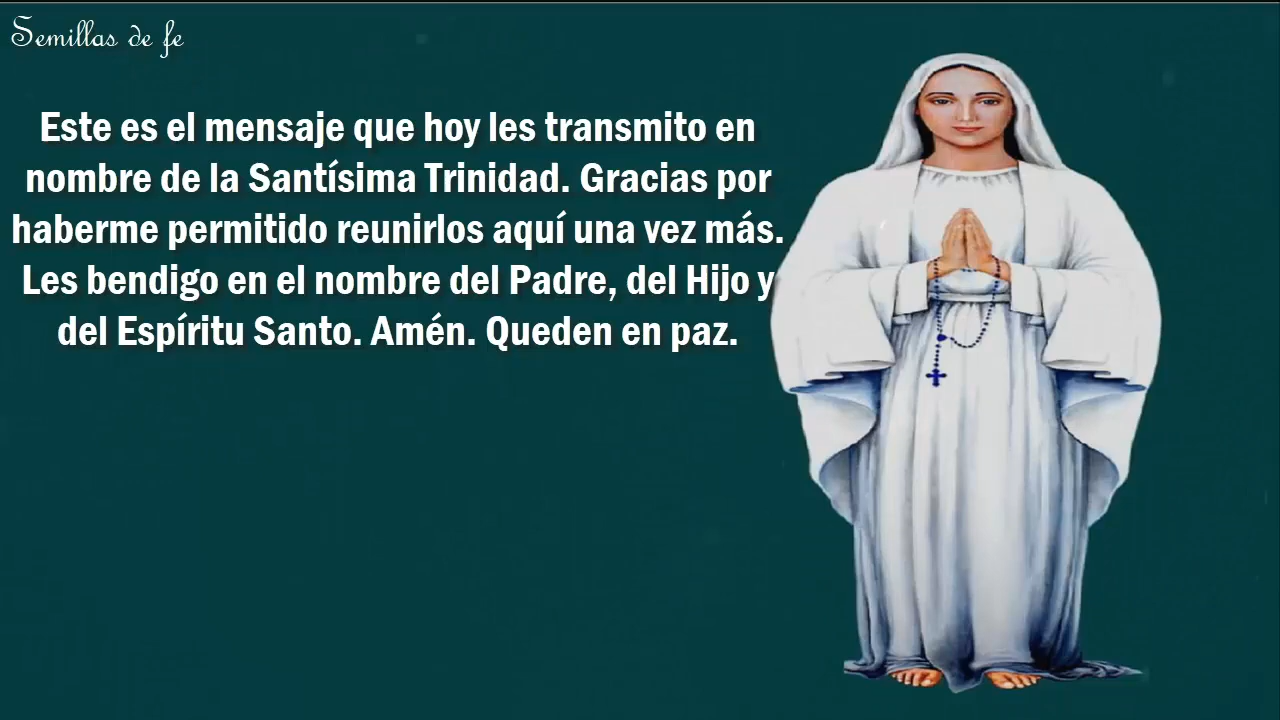 Semillas de fe
Este es el mensaje que hoy les transmito en
nombre de la Santísima Trinidad. Gracias por
haberme permitido reunirlos aquí una vez más.
Les bendigo en el nombre del Padre, del Hijo y
del Espíritu Santo. Amén. Queden en paz.